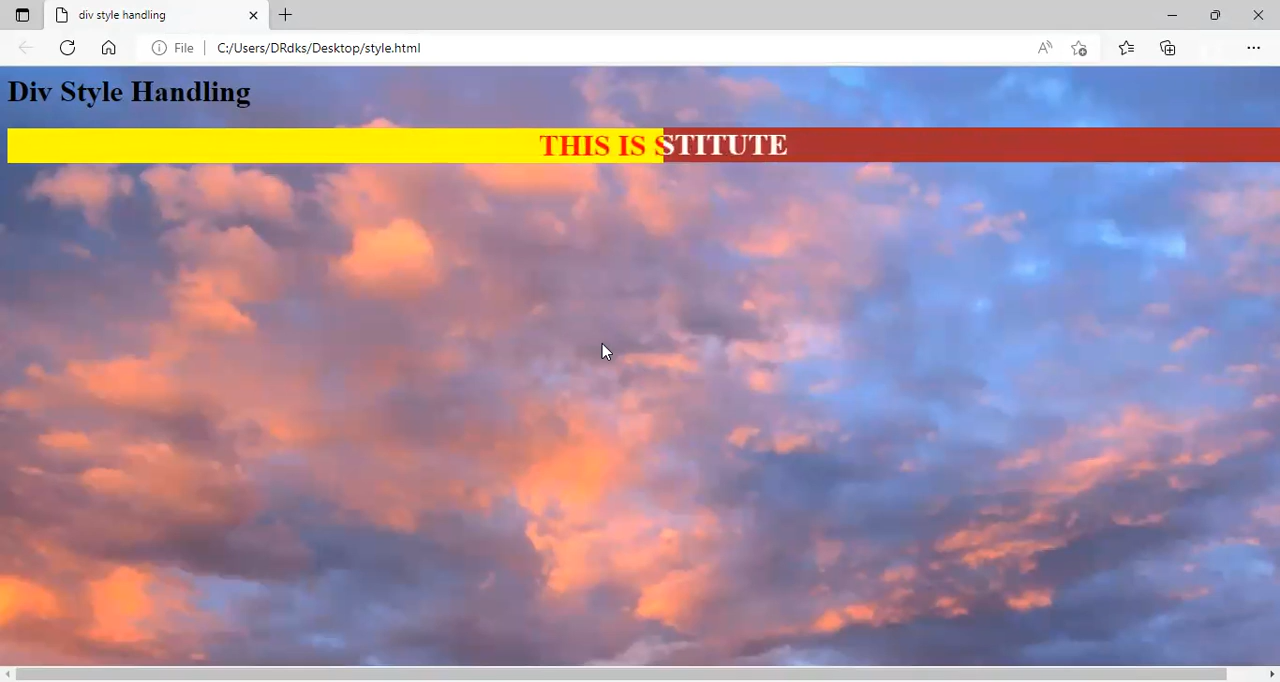 div style handling
File
C:/Users/DRdks/Desktop/style.html
Div Style Handling
THIS IS STITUTE